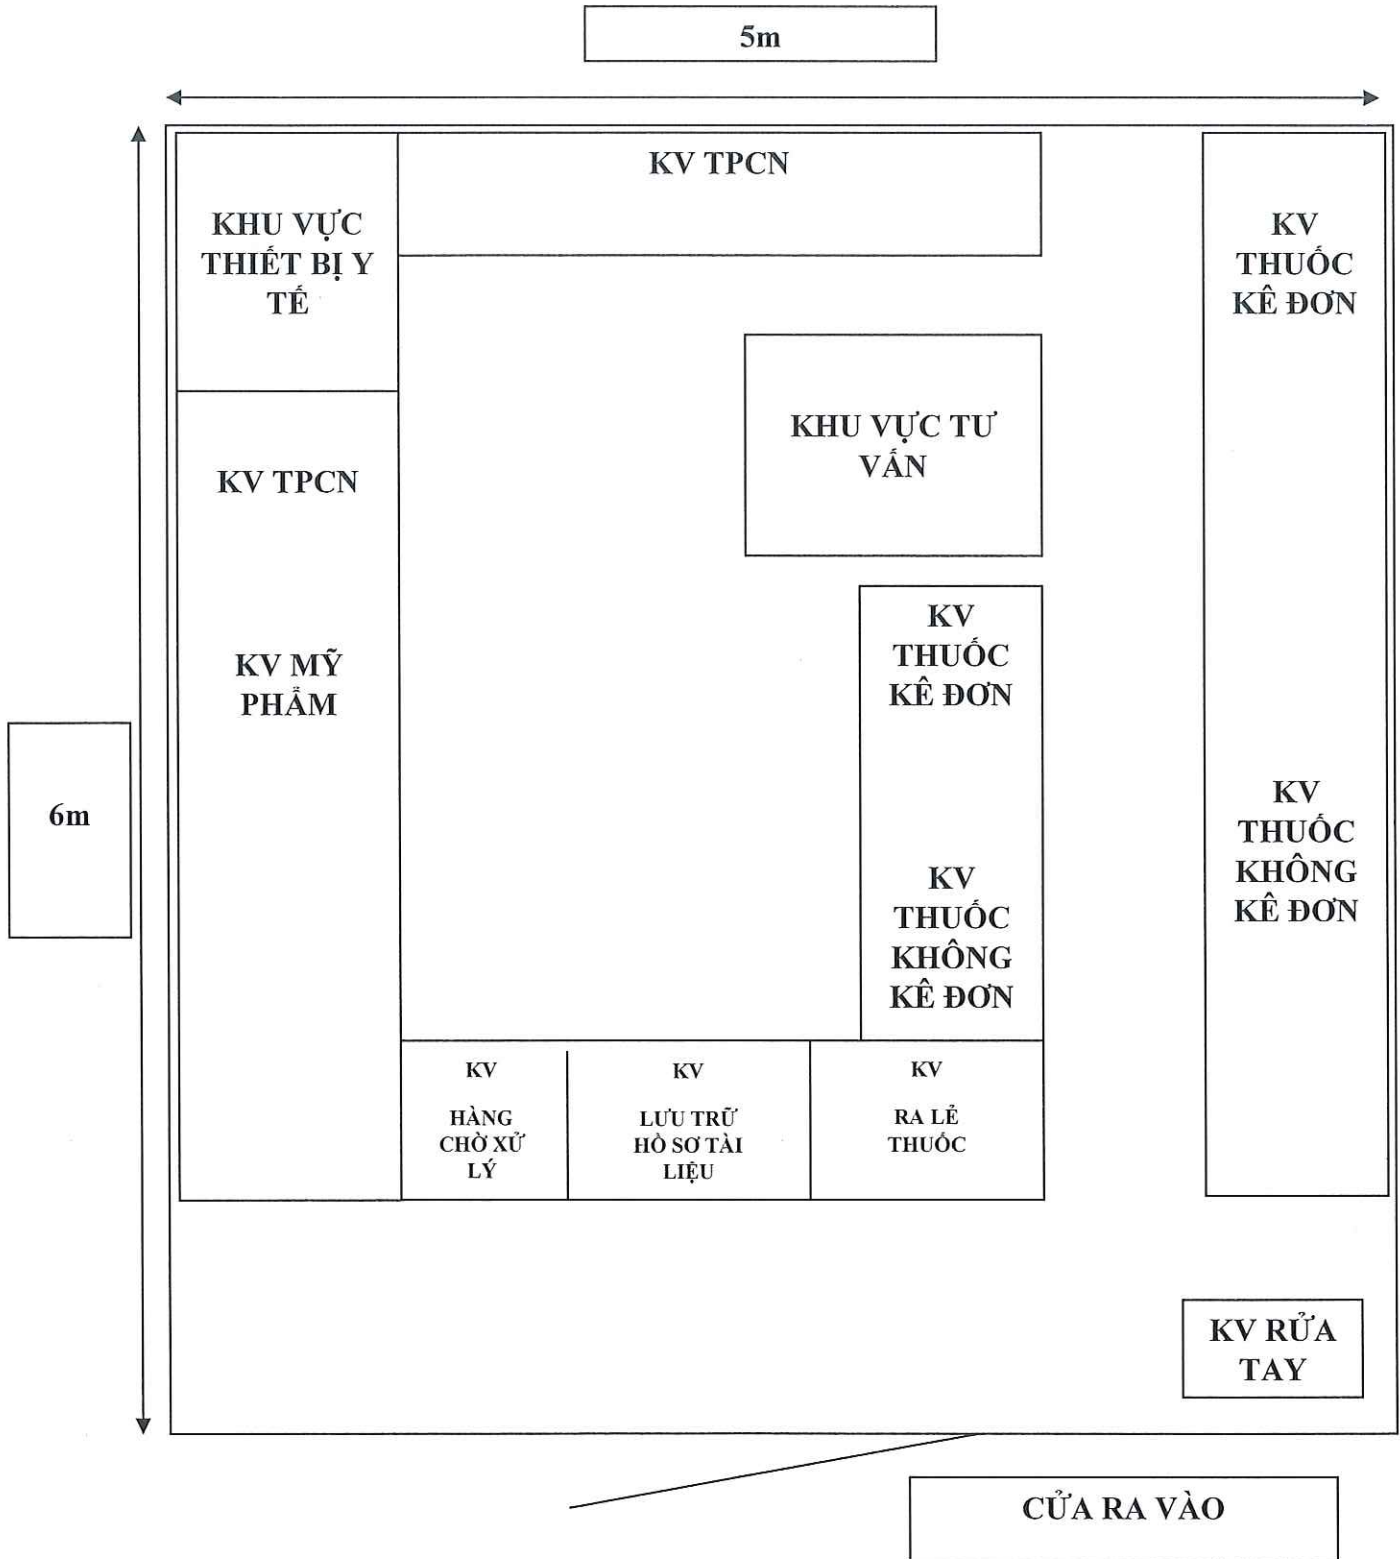 5m
KV TPCN
KHU VỰC
THIẾT BỊ Y
TẾ
KV
THUỐC
KÊ ĐƠN
KHU VỰC TƯ
VẤN
KV TPCN
KV MỸ
PHẨM
KV
THUỐC
KÊ ĐƠN
6m
KV
THUỐC
KHÔNG
KÊ ĐƠN
KV
THUỐC
KHÔNG
KÊ ĐƠN
KV
HÀNG
CHỜ XỬ
LÝ
KV
LƯU TRỮ
HỒ SƠ TÀI
LIỆU
KV
RA LẺ
THUỐC
KV RỬA
TAY
CỬA RA VÀO